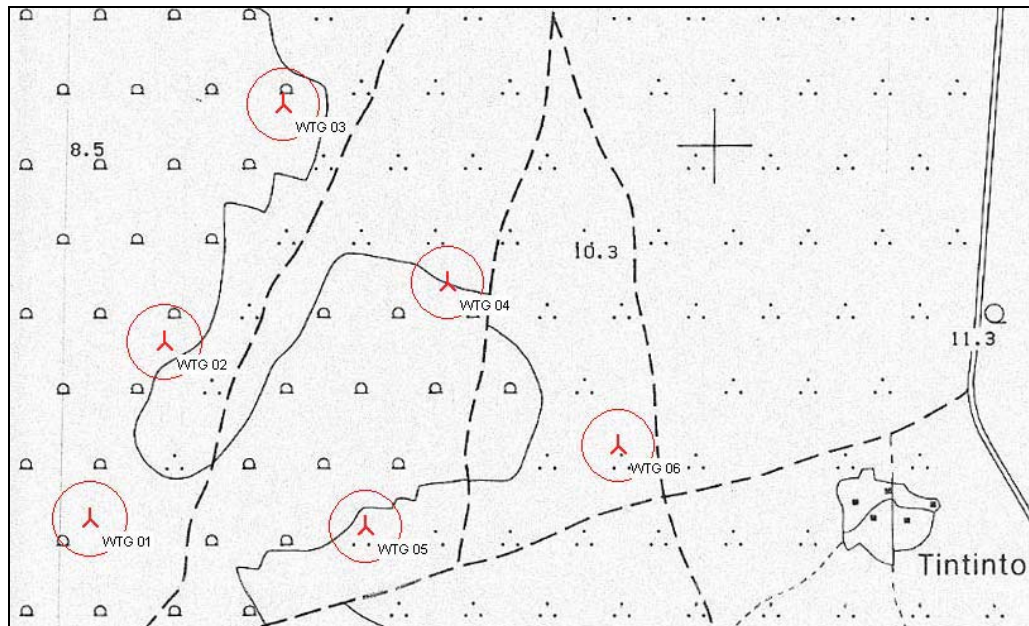 WTG 03
8.5
10.3
WTG 04
11.3
WTG 02
WTG 06
WTG 01
WTG 05
Tintinto